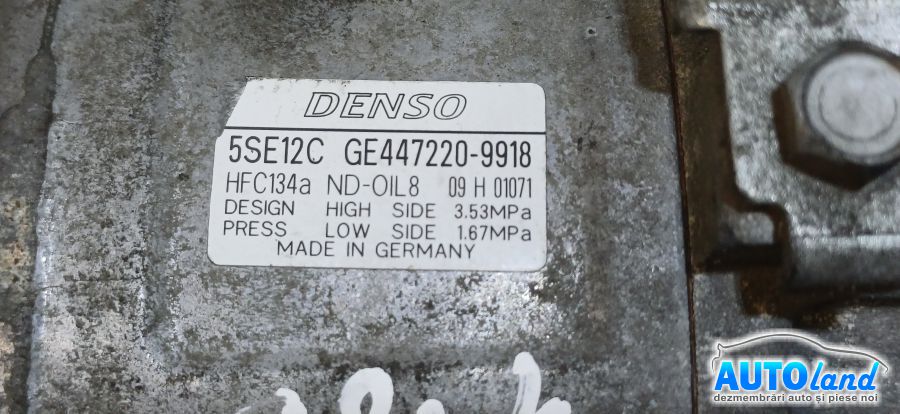 DENSO
5SE12C GE447220-9918
HFC134a ND-OIL8 09 H 01071
DESIGN HIGH SIDE 3.53MPa
PRESS LOW SIDE 1.67MPa
MADE IN GERMANY
AUTOland
dezmembrări auto și piese noi